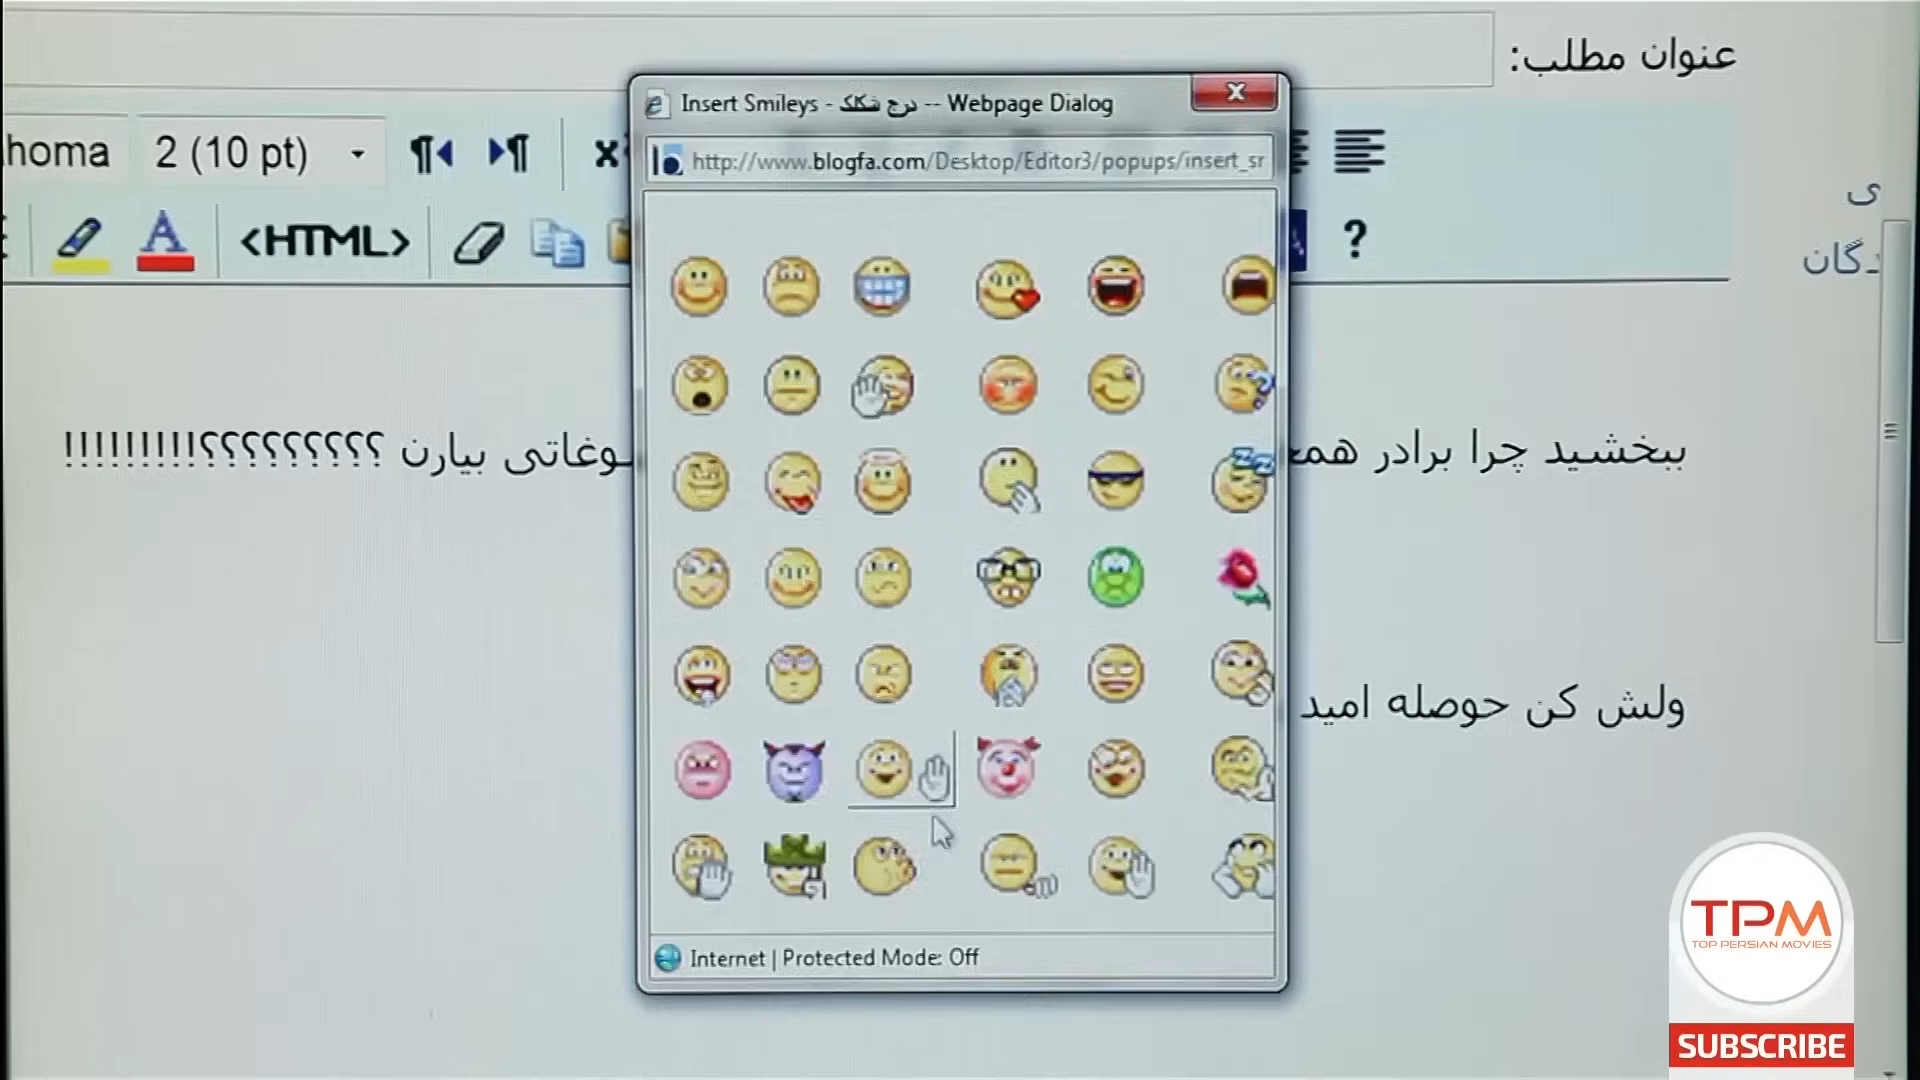 عنوان مطلب:
Insert Smileys - درج شکلک -- Webpage Dialog
http://www.blogfa.com/Desktop/Editor3/popups/insert_sr
homa
2 (10 pt)
<HTML>
?
ببخشید چرا برادر
بیارن ؟؟؟؟؟؟؟؟؟!!!!!!!!!
ولش کن حوصله امید
Internet | Protected Mode: Off
TPM
TOP PERSIAN MOVIES
SUBSCRIBE